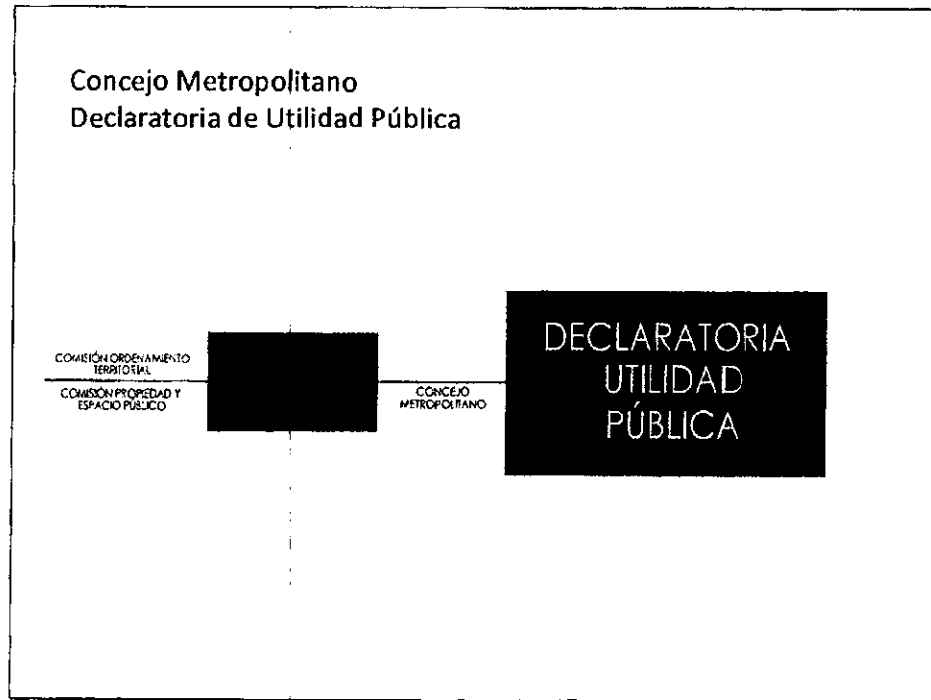 Concejo Metropolitano
Declaratoria de Utilidad Pública
COMISIÓN ORDENAMIENTO
TERRITORIAL
COMISIÓN PROPIEDAD Y
ESPACIO PÚBLICO
CONCEJO
METROPOLITANO
DECLARATORIA
UTILIDAD
PÚBLICA